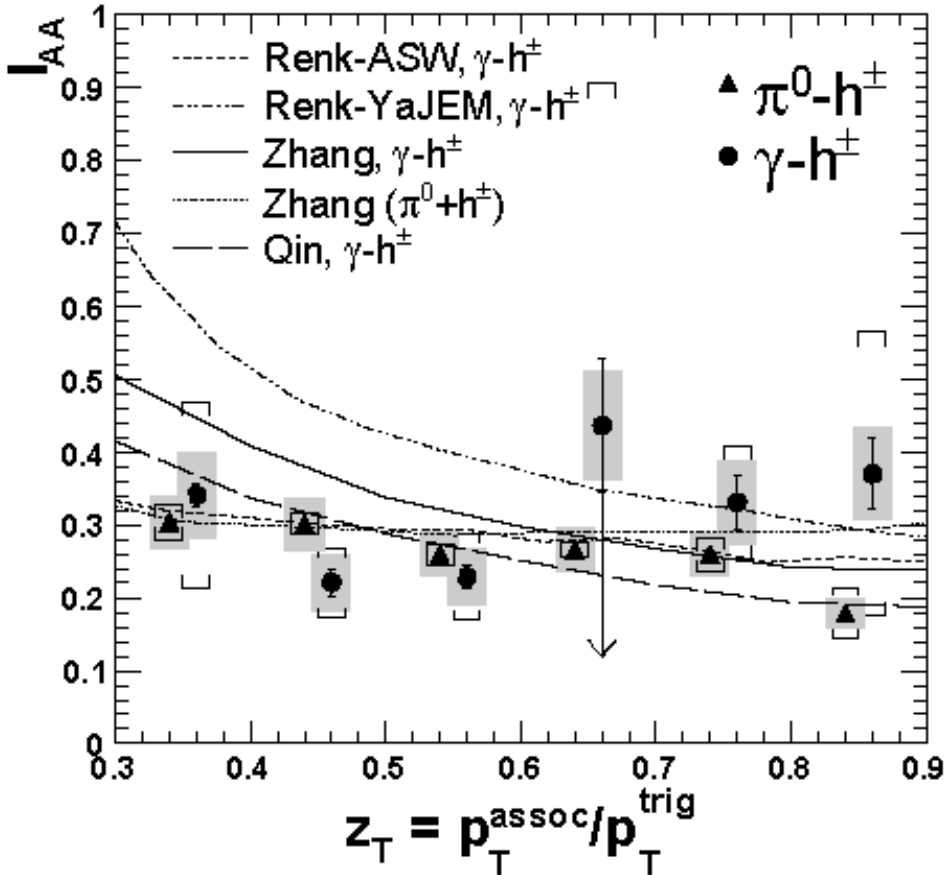 I_AA
1
0.9
0.8
0.7
0.6
0.5
0.4
0.3
0.2
0.1
0
Renk-ASW, γ-h±
Renk-YaJEM, γ-h±
Zhang, γ-h±
Zhang (π⁰+h±)
Qin, γ-h±
π⁰-h±
γ-h±
0.3 0.4 0.5 0.6 0.7 0.8 0.9
z_T = p_T^assoc/p_T^trig